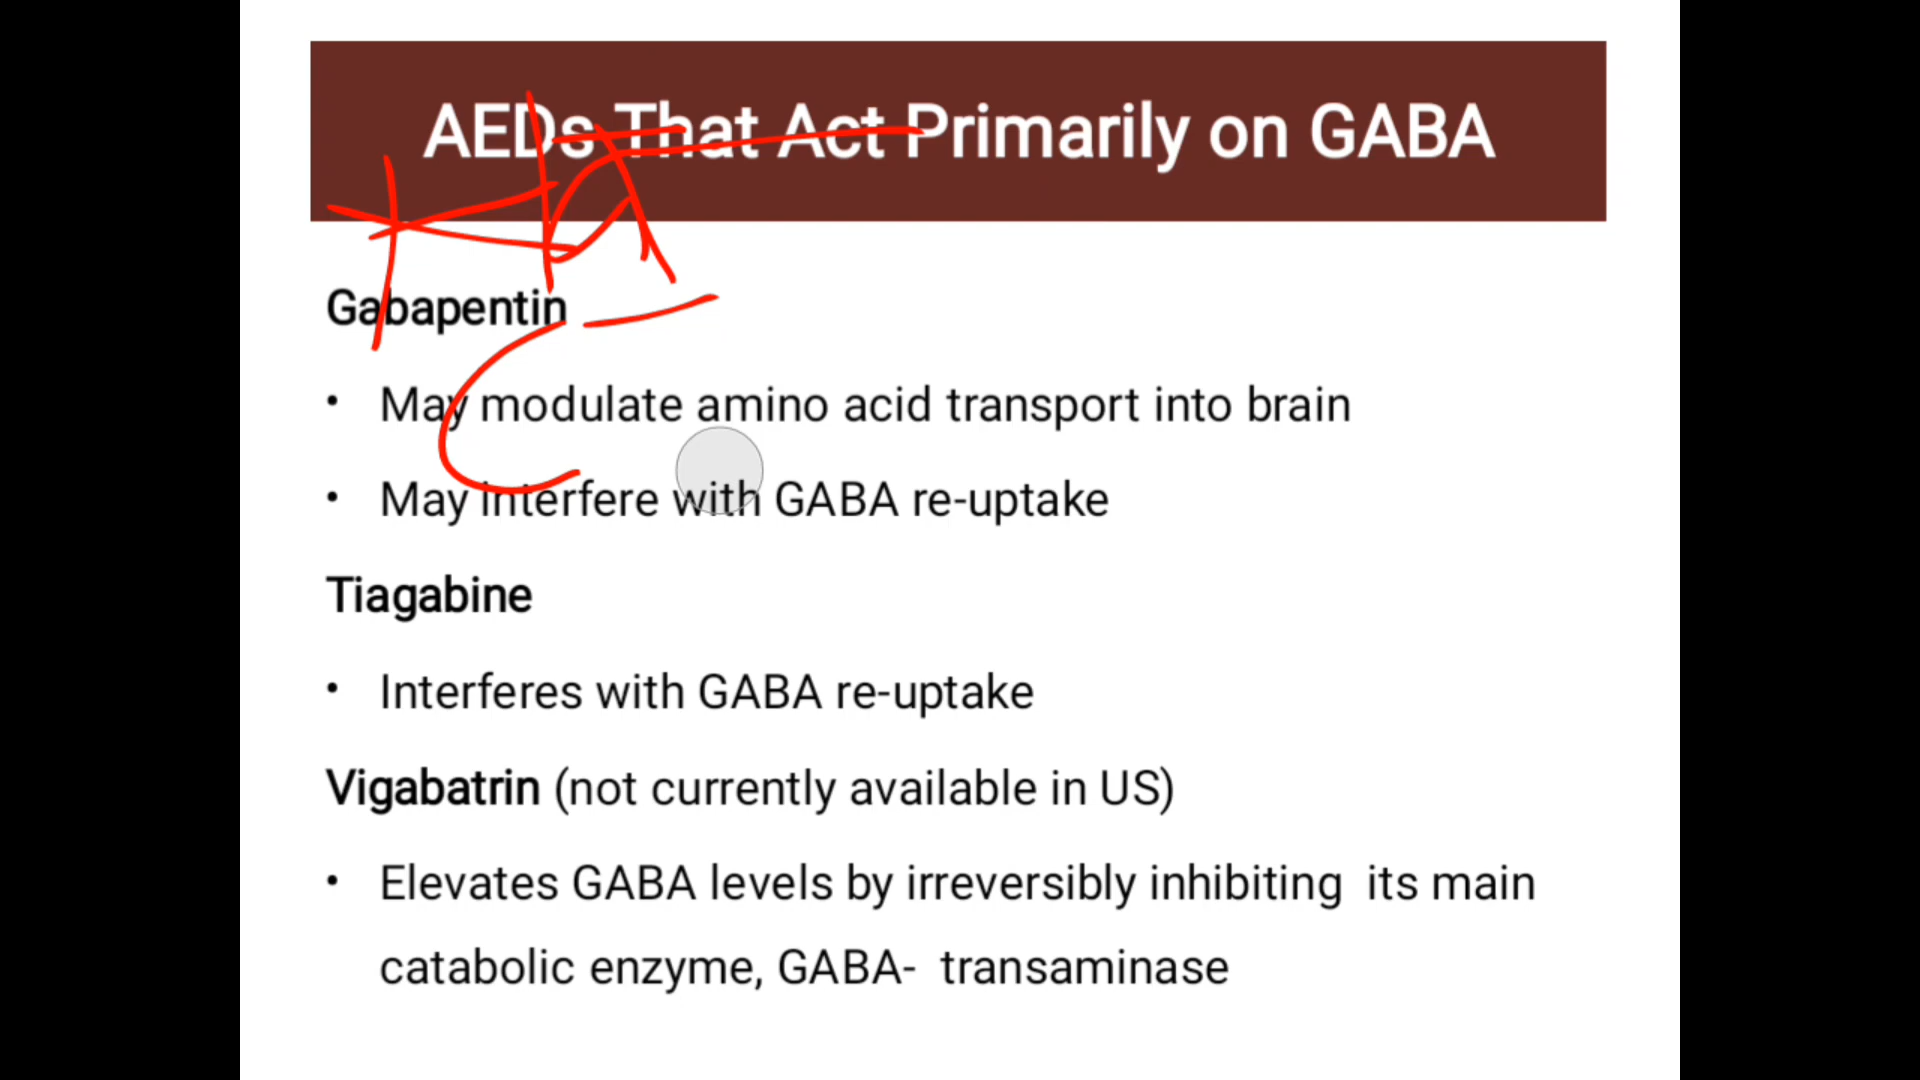 AEDs That Act Primarily on GABA
Gabapentin
• May modulate amino acid transport into brain
• May interfere with GABA re-uptake
Tiagabine
• Interferes with GABA re-uptake
Vigabatrin (not currently available in US)
• Elevates GABA levels by irreversibly inhibiting its main
catabolic enzyme, GABA- transaminase